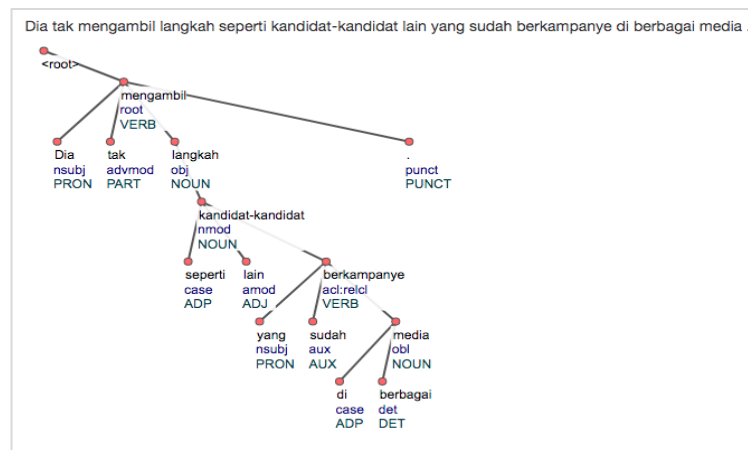 Dia tak mengambil langkah seperti kandidat-kandidat lain yang sudah berkampanye di berbagai media .
<root>
mengambil
root
VERB
Dia tak langkah .
nsubj advmod obj punct
PRON PART NOUN PUNCT
kandidat-kandidat
nmod
NOUN
seperti lain berkampanye
case amod acl:relcl
ADP ADJ VERB
yang sudah media
nsubj aux obl
PRON AUX NOUN
di berbagai
case det
ADP DET